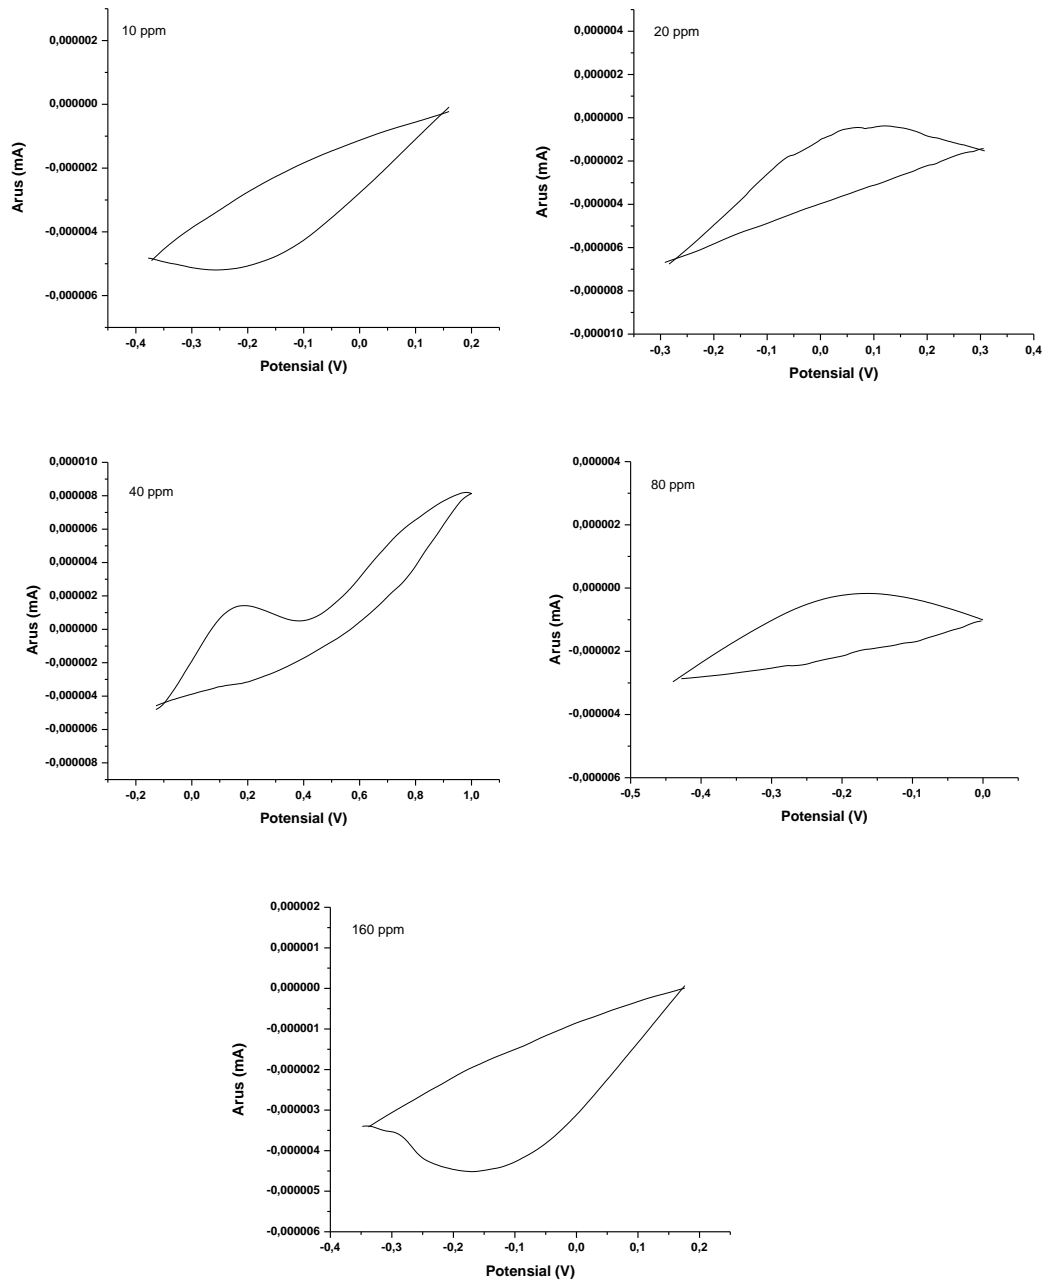 10 ppm
0,000002
0,000000
-0,000002
-0,000004
-0,000006
Arus (mA)
-0,4 -0,3 -0,2 -0,1 0,0 0,1 0,2
Potensial (V)
20 ppm
0,000004
0,000002
0,000000
-0,000002
-0,000004
-0,000006
-0,000008
-0,000010
Arus (mA)
-0,3 -0,2 -0,1 0,0 0,1 0,2 0,3 0,4
Potensial (V)
40 ppm
0,000010
0,000008
0,000006
0,000004
0,000002
0,000000
-0,000002
-0,000004
-0,000006
-0,000008
Arus (mA)
-0,2 0,0 0,2 0,4 0,6 0,8 1,0
Potensial (V)
80 ppm
0,000004
0,000002
0,000000
-0,000002
-0,000004
-0,000006
Arus (mA)
-0,5 -0,4 -0,3 -0,2 -0,1 0,0
Potensial (V)
160 ppm
0,000002
0,000001
0,000000
-0,000001
-0,000002
-0,000003
-0,000004
-0,000005
-0,000006
Arus (mA)
-0,4 -0,3 -0,2 -0,1 0,0 0,1 0,2
Potensial (V)